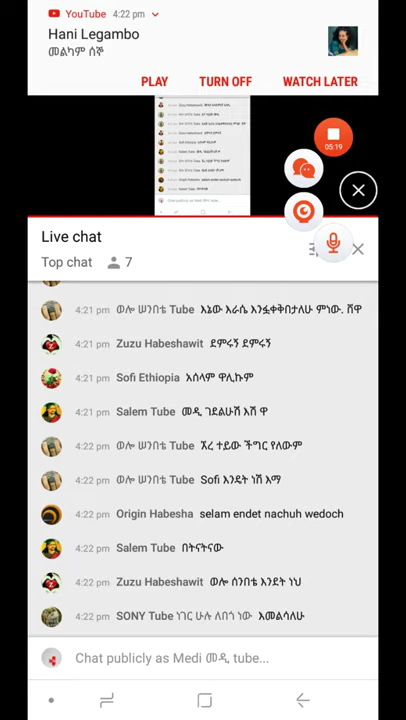 YouTube 4:22 pm
Hani Legambo
መልካም ሰኞ
PLAY TURN OFF WATCH LATER
05:19
Live chat
Top chat 7
4:21 pm ወሎ ሠንበቴ Tube እኔው እራሴ እንፏቀቅበታለሁ ምነው. ሸዋ
4:21 pm Zuzu Habeshawit ደምሩኝ ደምሩኝ
4:21 pm Sofi Ethiopia አሰላም ዋሊኩም
4:21 pm Salem Tube መዲ ገደልሁሽ እሽ ዋ
4:22 pm ወሎ ሠንበቴ Tube ኧረ ተይው ችግር የለውም
4:22 pm ወሎ ሠንበቴ Tube Sofi እንዴት ነሽ እማ
4:22 pm Origin Habesha selam endet nachuh wedoch
4:22 pm Salem Tube በትናትናው
4:22 pm Zuzu Habeshawit ወሎ ሰንበቴ እንደት ነህ
4:22 pm SONY Tube ነገር ሁሉ ለበጎ ነው አመልሳለሁ
Chat publicly as Medi መዲ tube...